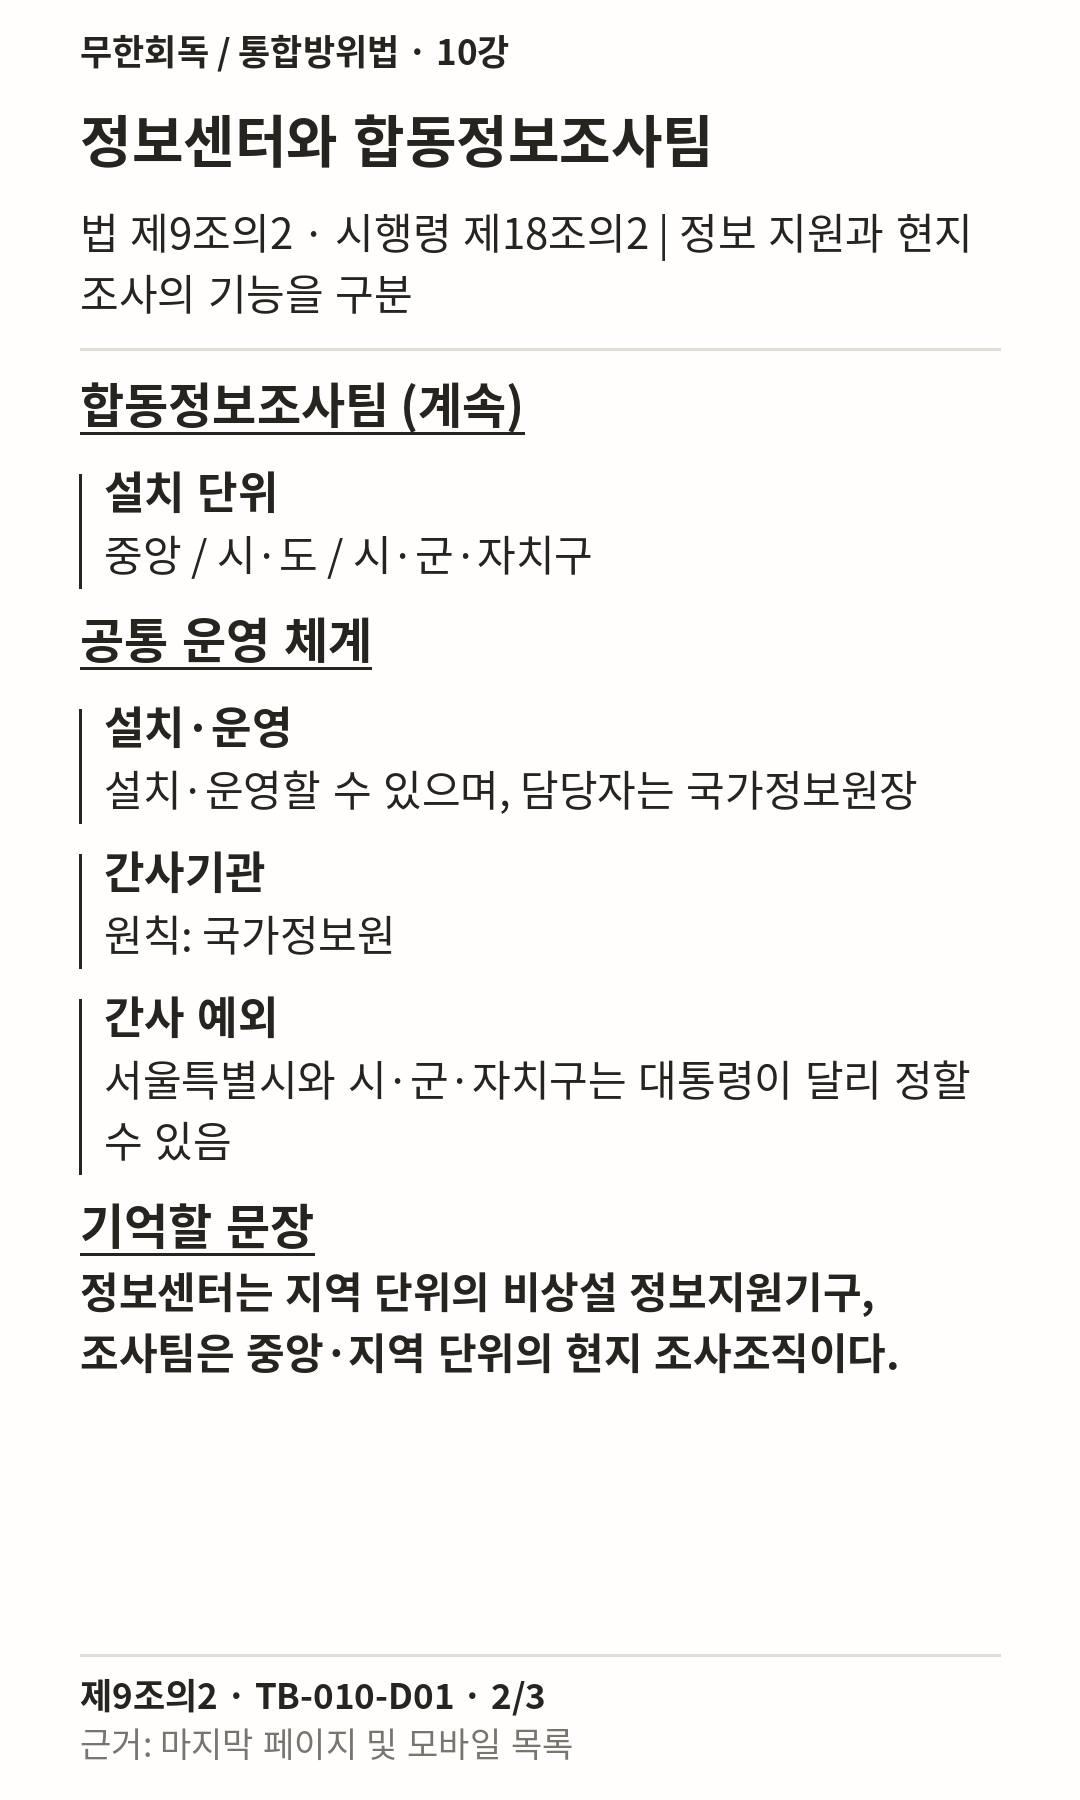 무한회독 / 통합방위법 · 10강
정보센터와 합동정보조사팀
법 제9조의2 · 시행령 제18조의2 | 정보 지원과 현지
조사의 기능을 구분
합동정보조사팀 (계속)
설치 단위
중앙 / 시·도 / 시·군·자치구
공통 운영 체계
설치·운영
설치·운영할 수 있으며, 담당자는 국가정보원장
간사기관
원칙: 국가정보원
간사 예외
서울특별시와 시·군·자치구는 대통령이 달리 정할
수 있음
기억할 문장
정보센터는 지역 단위의 비상설 정보지원기구,
조사팀은 중앙·지역 단위의 현지 조사조직이다.
제9조의2 · TB-010-D01 · 2/3
근거: 마지막 페이지 및 모바일 목록